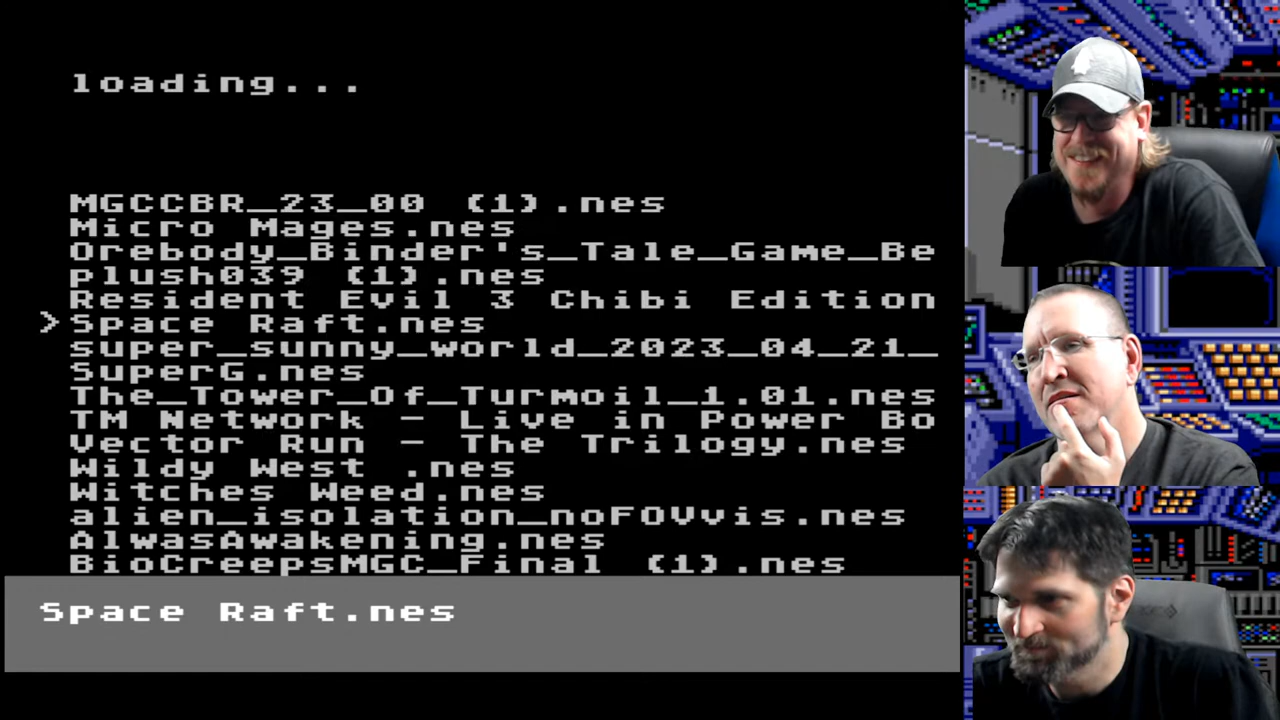 loading...
MGCCBR_23_00 (1).nes
Micro Mages.nes
Orebody_Binder's_Tale_Game_Be
plush039 (1).nes
Resident Evil 3 Chibi Edition
>Space Raft.nes
super_sunny_world_2023_04_21_
SuperG.nes
The_Tower_Of_Turmoil_1.01.nes
TM Network - Live in Power Bo
Vector Run - The Trilogy.nes
Wildy West .nes
Witches Weed.nes
alien_isolation_noFOVvis.nes
AlwasAwakening.nes
BioCreepsMGC_Final (1).nes
Space Raft.nes